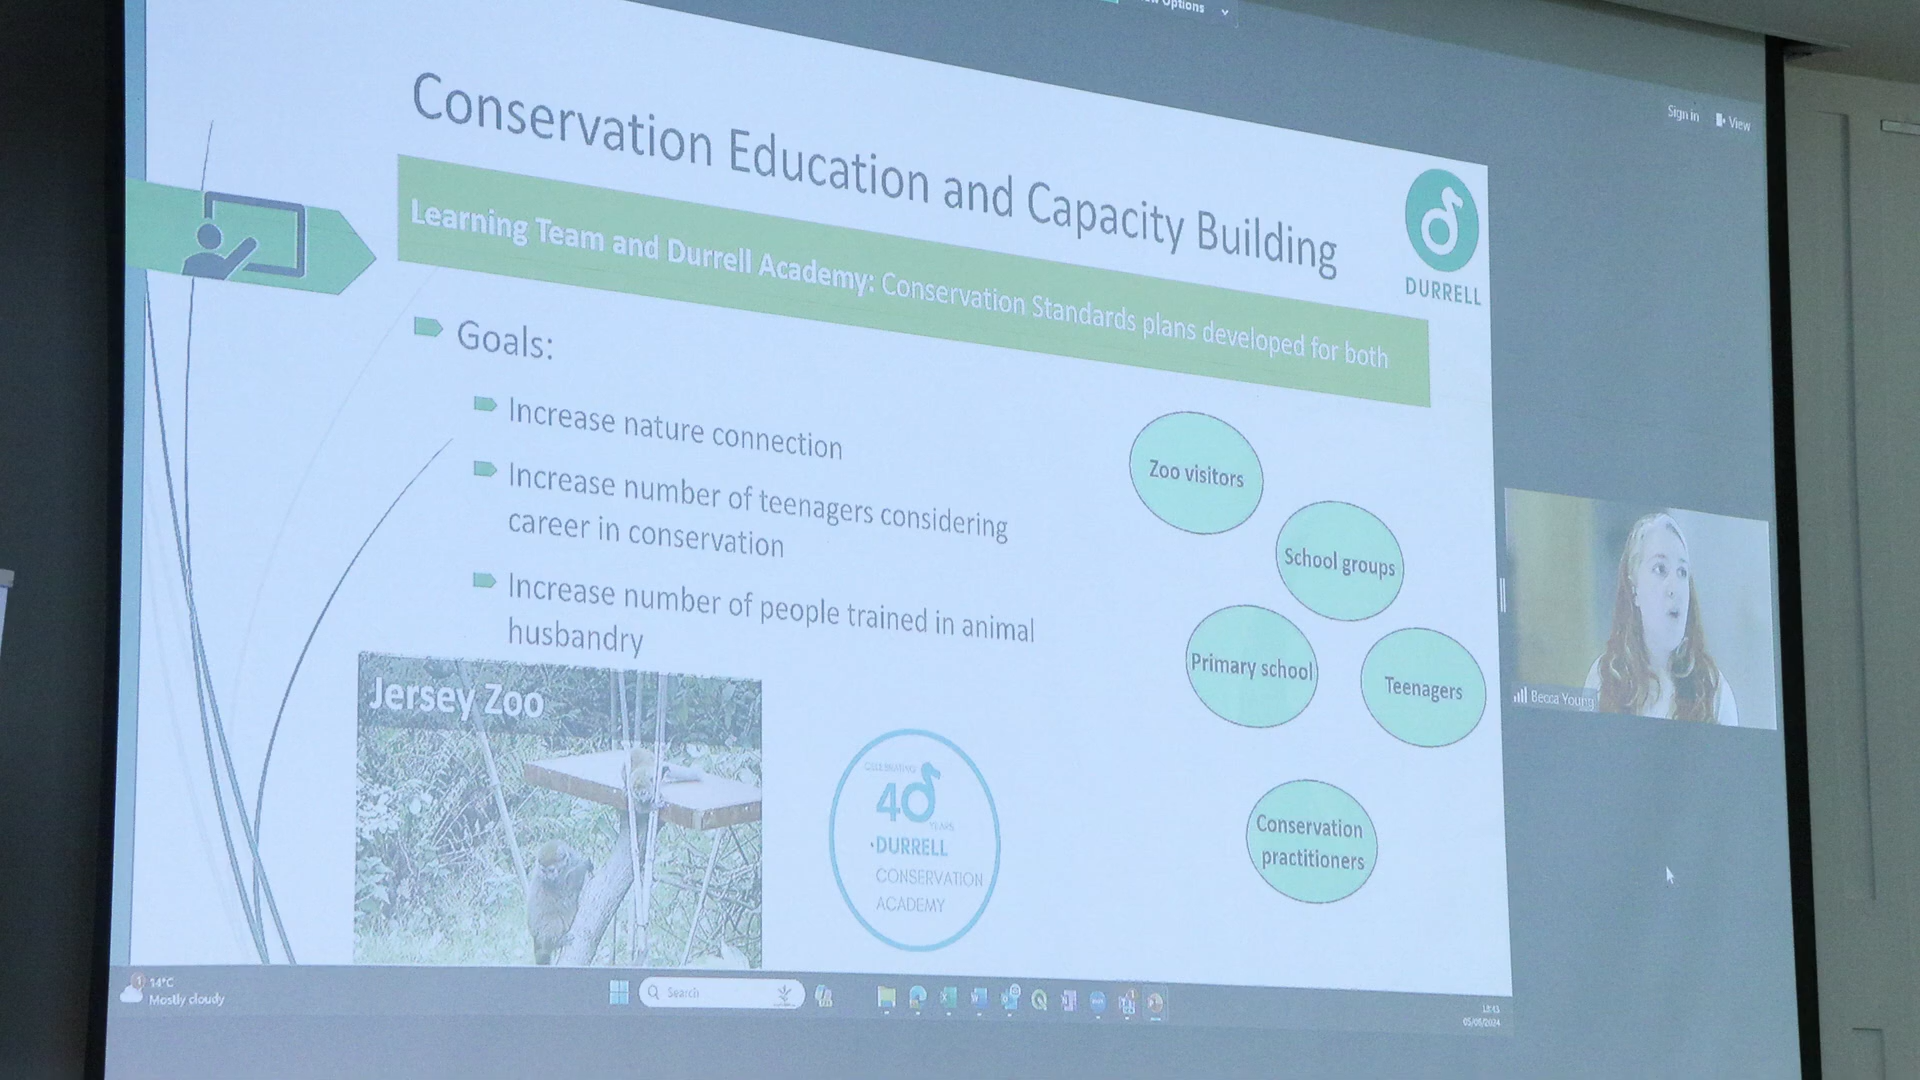 Options
Sign in
View
Conservation Education and Capacity Building
DURRELL
Learning Team and Durrell Academy: Conservation Standards plans developed for both
Goals:
Increase nature connection
Increase number of teenagers considering
career in conservation
Increase number of people trained in animal
husbandry
Zoo visitors
School groups
Primary school
Teenagers
Conservation
practitioners
Becca Young
Jersey Zoo
CELEBRATING
40
YEARS
DURRELL
CONSERVATION
ACADEMY
1
14°C
Mostly cloudy
Search